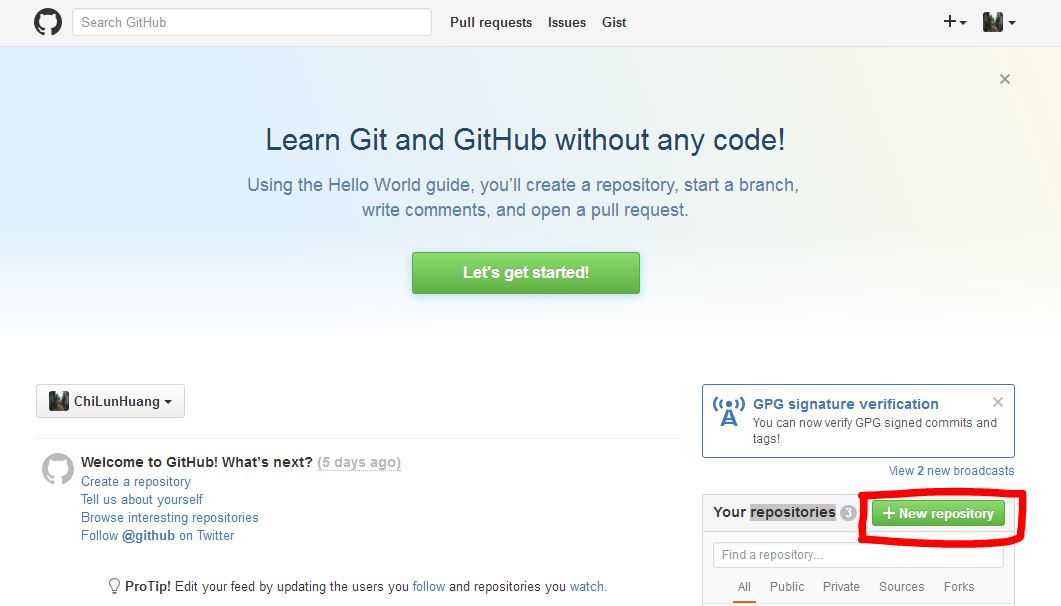 Search GitHub
Pull requests Issues Gist
Learn Git and GitHub without any code!
Using the Hello World guide, you’ll create a repository, start a branch,
write comments, and open a pull request.
Let’s get started!
ChiLunHuang
Welcome to GitHub! What’s next? (5 days ago)
Create a repository
Tell us about yourself
Browse interesting repositories
Follow @github on Twitter
ProTip! Edit your feed by updating the users you follow and repositories you watch.
GPG signature verification
You can now verify GPG signed commits and
tags!
View 2 new broadcasts
Your repositories 3
New repository
Find a repository...
All Public Private Sources Forks